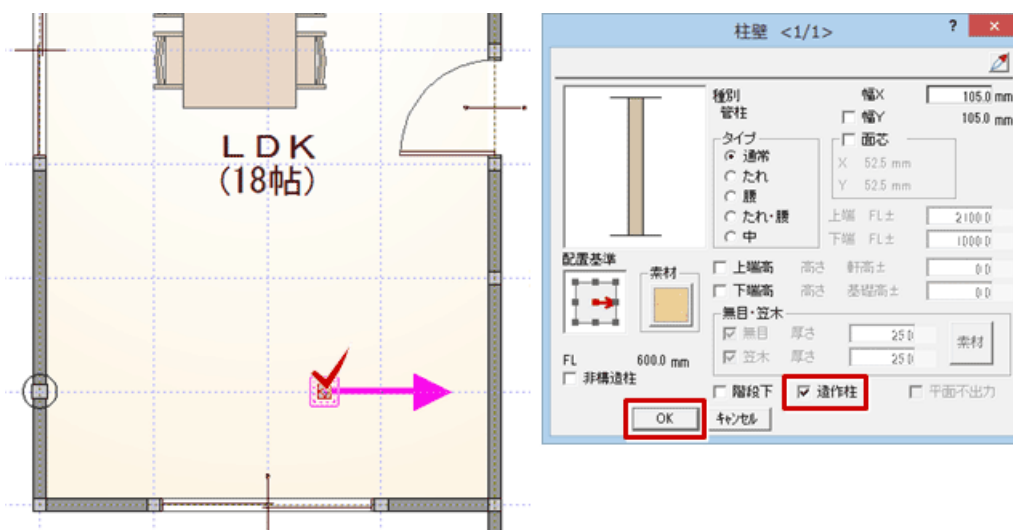 LDK
(18帖)
柱壁 <1/1>
?
×
種別
管柱
幅X 105.0 mm
幅Y 105.0 mm
タイプ
通常
たれ
腰
たれ・腰
中
面芯
X 52.5 mm
Y 52.5 mm
上端 FL± 2100.0
下端 FL± 1000.0
配置基準
素材
上端高 高さ 軒高± 0.0
下端高 高さ 基礎高± 0.0
無目・笠木
無目 厚さ 25.0
笠木 厚さ 25.0
素材
FL 600.0 mm
非構造柱
階段下
造作柱
平面不出力
OK
キャンセル